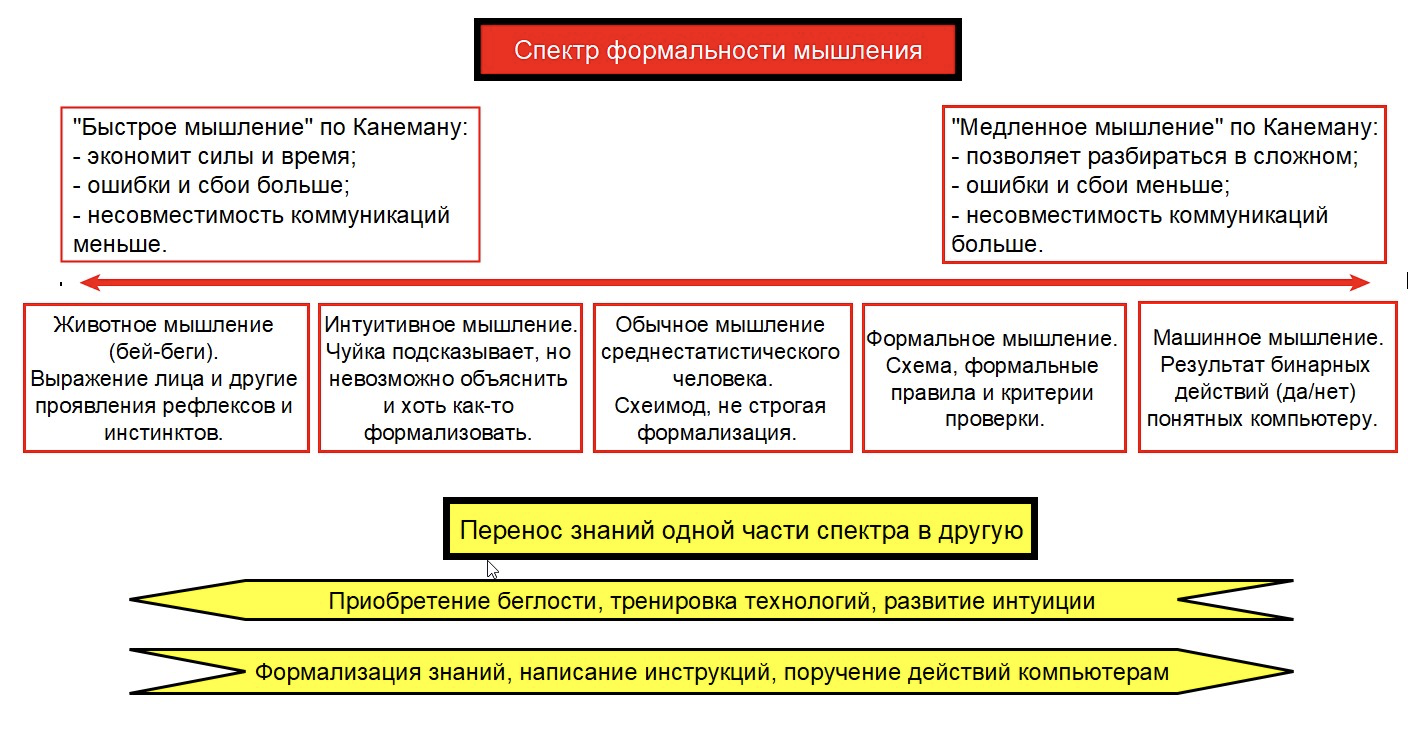 Спектр формальности мышления
"Быстрое мышление" по Канеману:
- экономит силы и время;
- ошибки и сбои больше;
- несовместимость коммуникаций
меньше.
"Медленное мышление" по Канеману:
- позволяет разбираться в сложном;
- ошибки и сбои меньше;
- несовместимость коммуникаций
больше.
Животное мышление
(бей-беги).
Выражение лица и другие
проявления рефлексов и
инстинктов.
Интуитивное мышление.
Чуйка подсказывает, но
невозможно объяснить
и хоть как-то
формализовать.
Обычное мышление
среднестатистического
человека.
Схеимод, не строгая
формализация.
Формальное мышление.
Схема, формальные
правила и критерии
проверки.
Машинное мышление.
Результат бинарных
действий (да/нет)
понятных компьютеру.
Перенос знаний одной части спектра в другую
Приобретение беглости, тренировка технологий, развитие интуиции
Формализация знаний, написание инструкций, поручение действий компьютерам